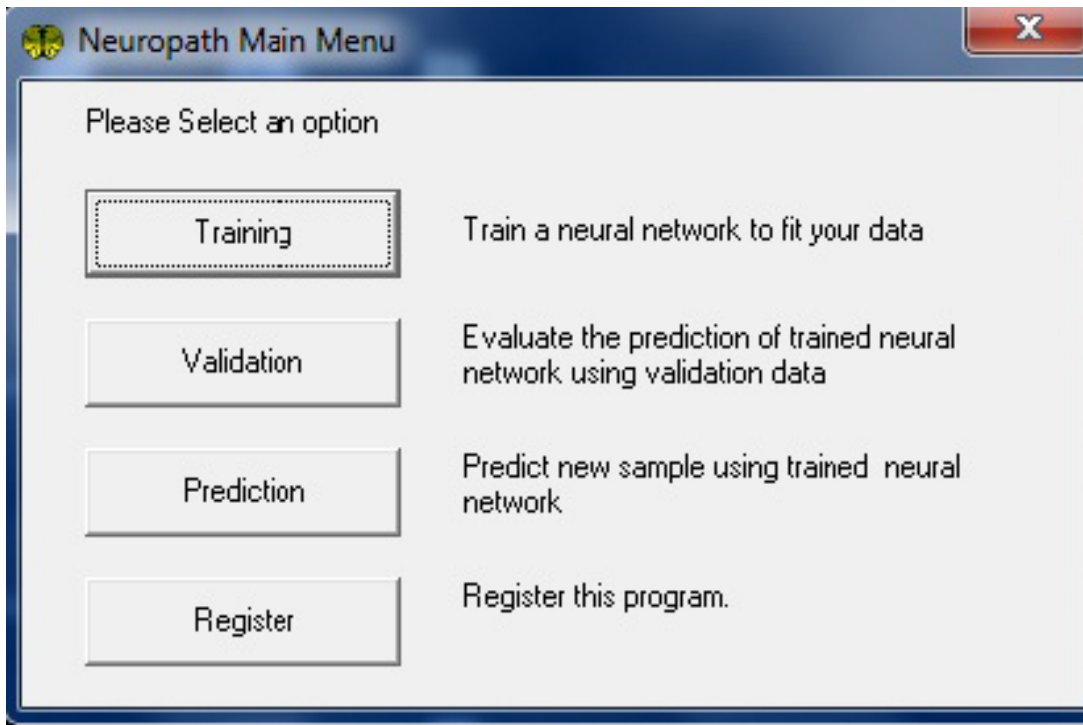 Neuropath Main Menu
Please Select an option
Training
Train a neural network to fit your data
Validation
Evaluate the prediction of trained neural
network using validation data
Prediction
Predict new sample using trained neural
network
Register
Register this program.